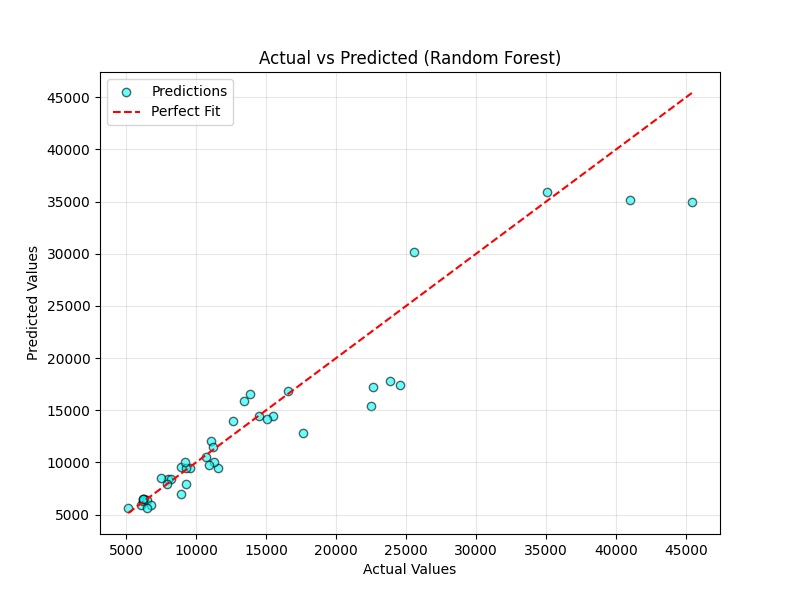 Actual vs Predicted (Random Forest)
Predictions
Perfect Fit
45000
40000
35000
30000
25000
20000
15000
10000
5000
Predicted Values
5000 10000 15000 20000 25000 30000 35000 40000 45000
Actual Values